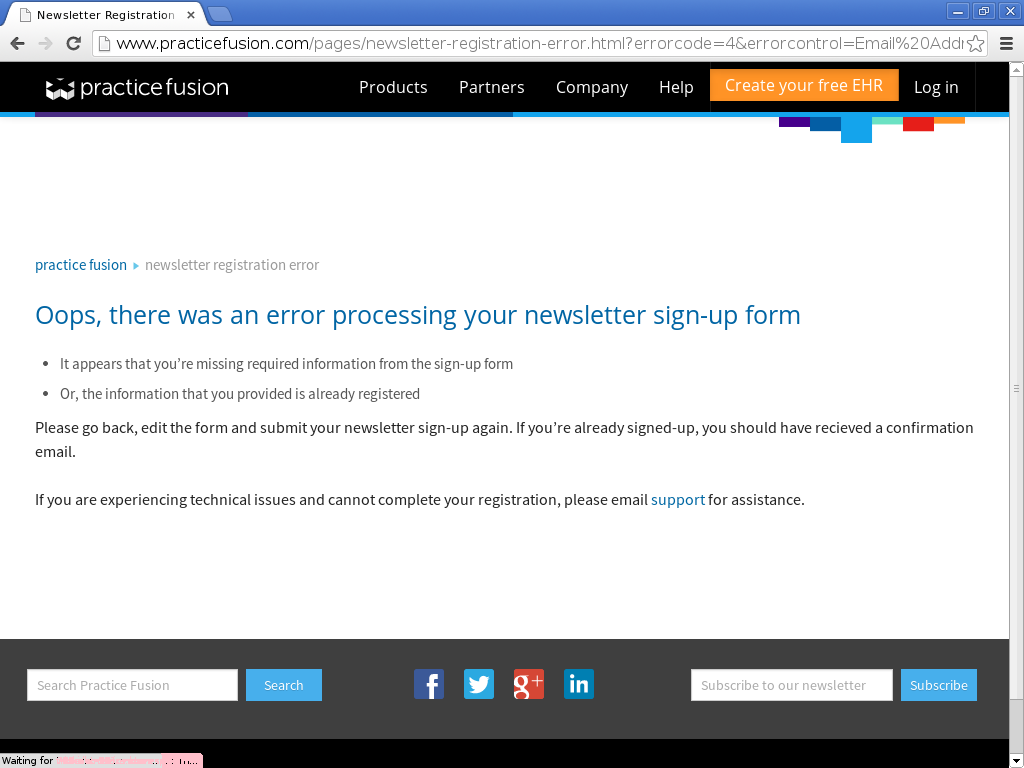 Newsletter Registration
www.practicefusion.com/pages/newsletter-registration-error.html?errorcode=4&errorcontrol=Email%20Addr
practice fusion
Products
Partners
Company
Help
Create your free EHR
Log in
practice fusion
newsletter registration error
Oops, there was an error processing your newsletter sign-up form
• It appears that you’re missing required information from the sign-up form
• Or, the information that you provided is already registered
Please go back, edit the form and submit your newsletter sign-up again. If you’re already signed-up, you should have recieved a confirmation
email.
If you are experiencing technical issues and cannot complete your registration, please email support for assistance.
Search Practice Fusion
Search
f
g+
in
Subscribe to our newsletter
Subscribe
Waiting for